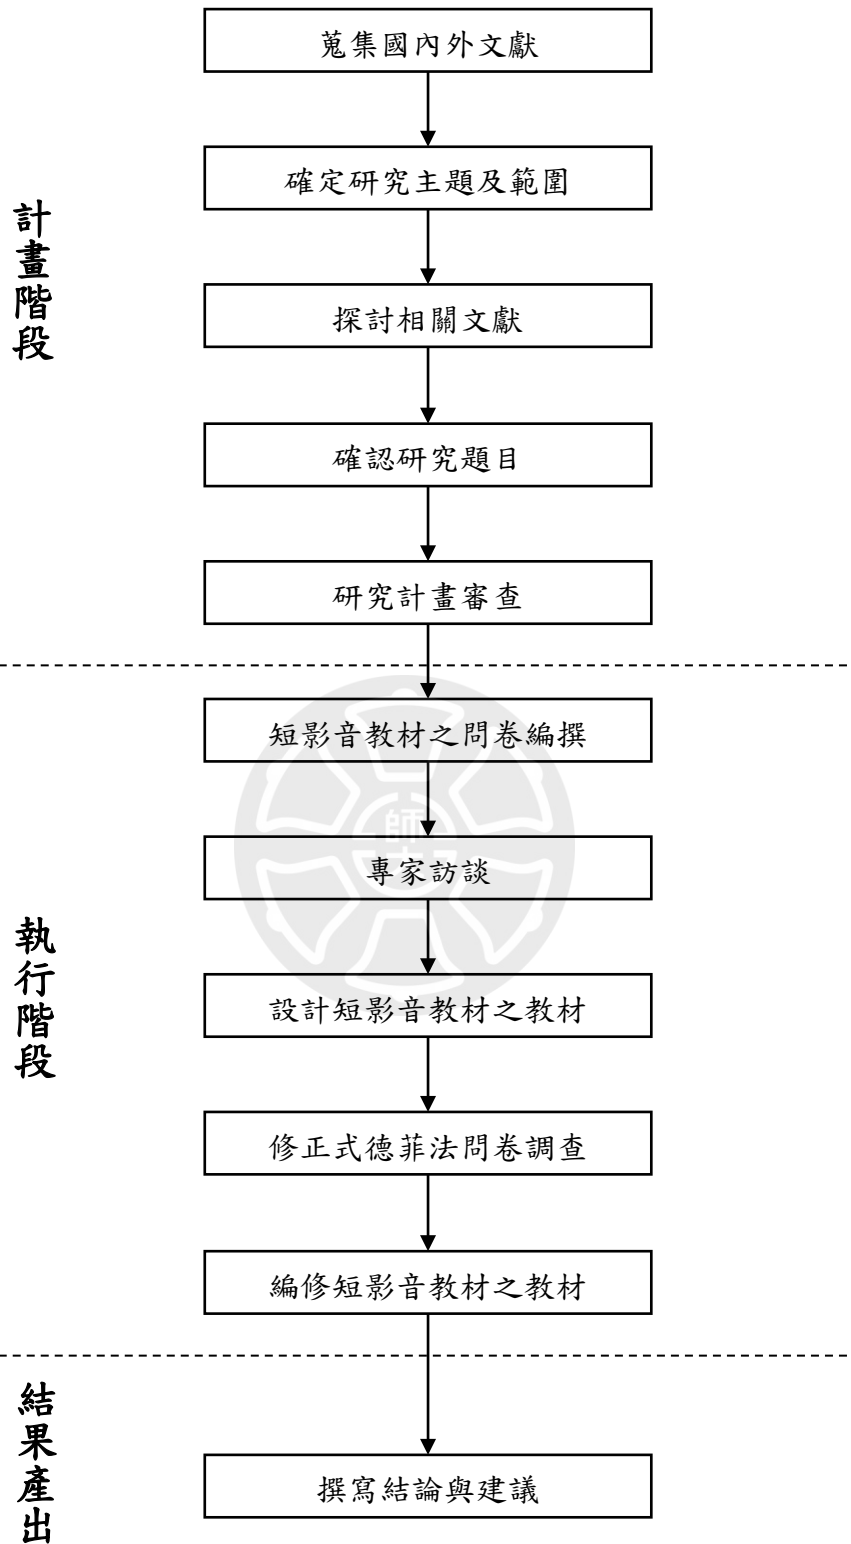 計畫階段
蒐集國內外文獻
確定研究主題及範圍
探討相關文獻
確認研究題目
研究計畫審查
執行階段
短影音教材之問卷編撰
師大
專家訪談
設計短影音教材之教材
修正式德菲法問卷調查
編修短影音教材之教材
結果產出
撰寫結論與建議